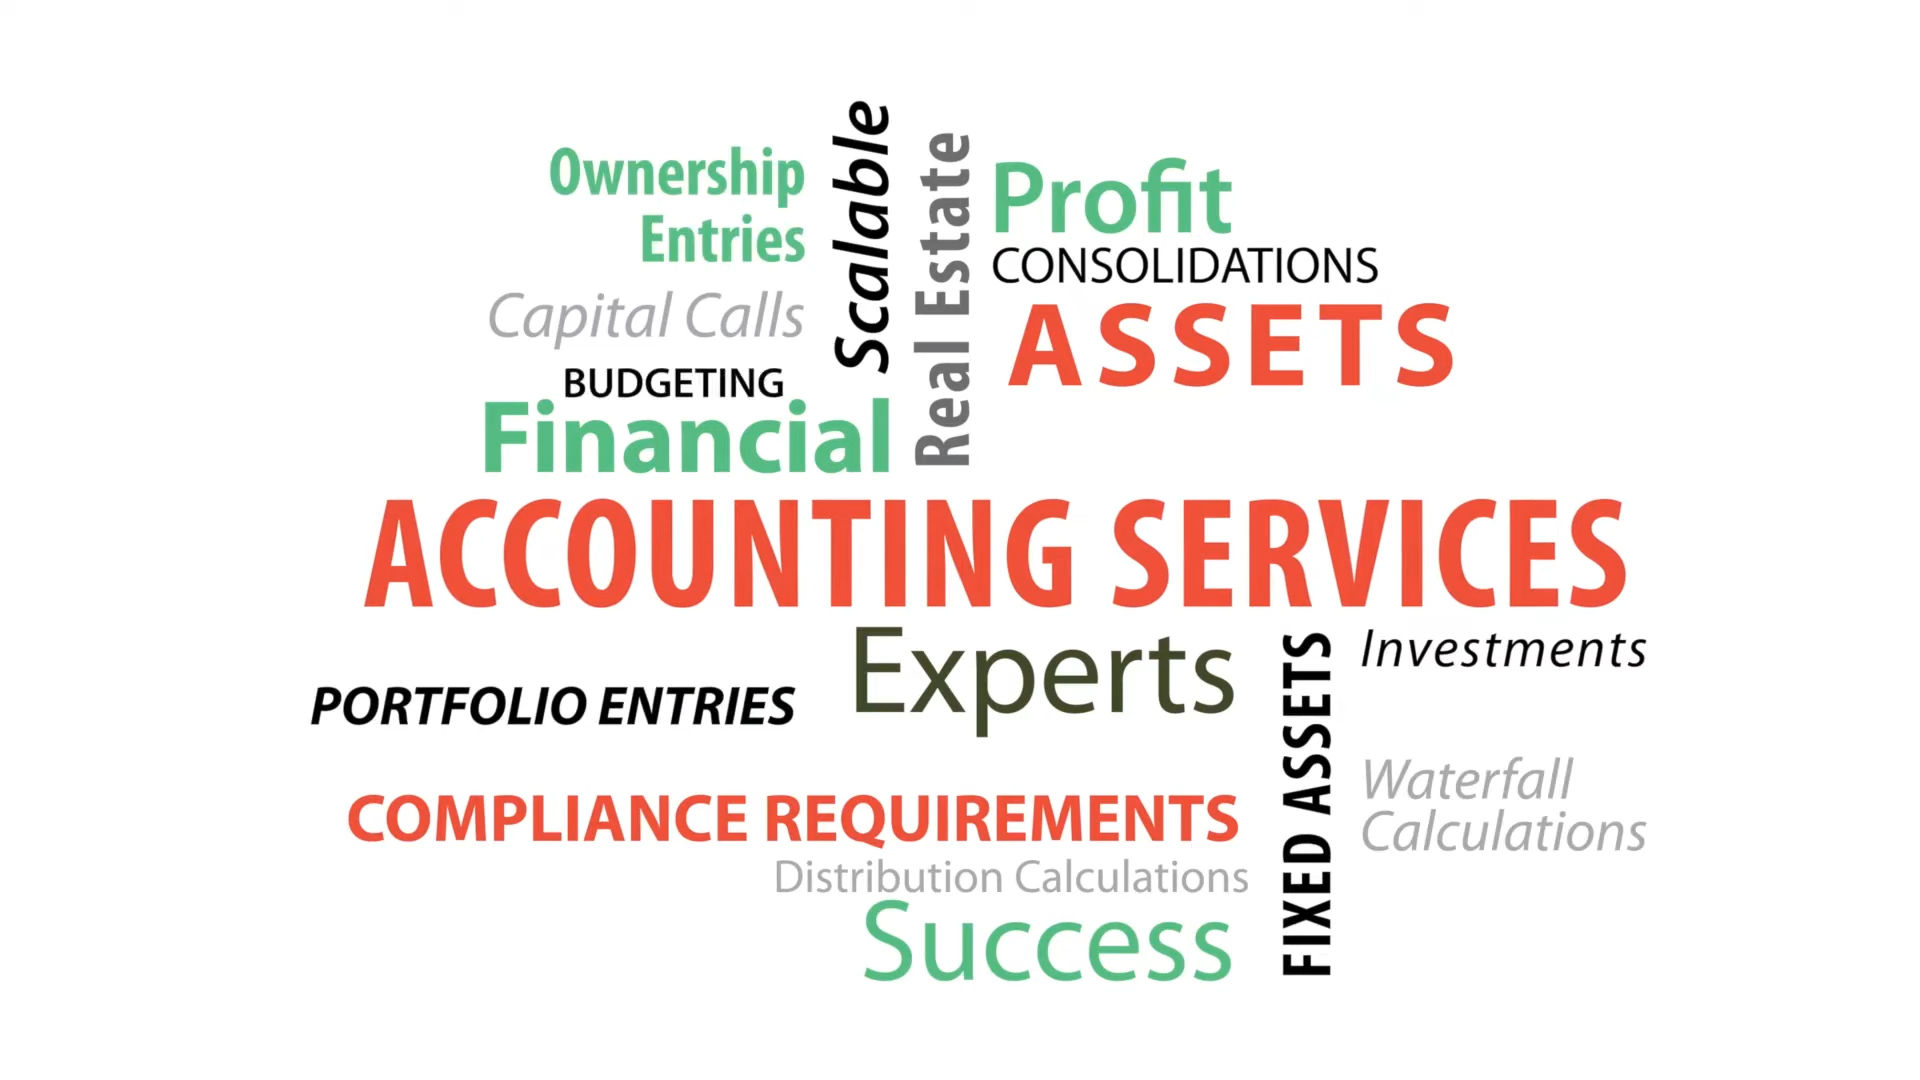 Ownership
Entries
Capital Calls
BUDGETING
Financial
Scalable
Real Estate
Profit
CONSOLIDATIONS
ASSETS
ACCOUNTING SERVICES
Experts
PORTFOLIO ENTRIES
COMPLIANCE REQUIREMENTS
Distribution Calculations
Success
FIXED ASSETS
Investments
Waterfall
Calculations